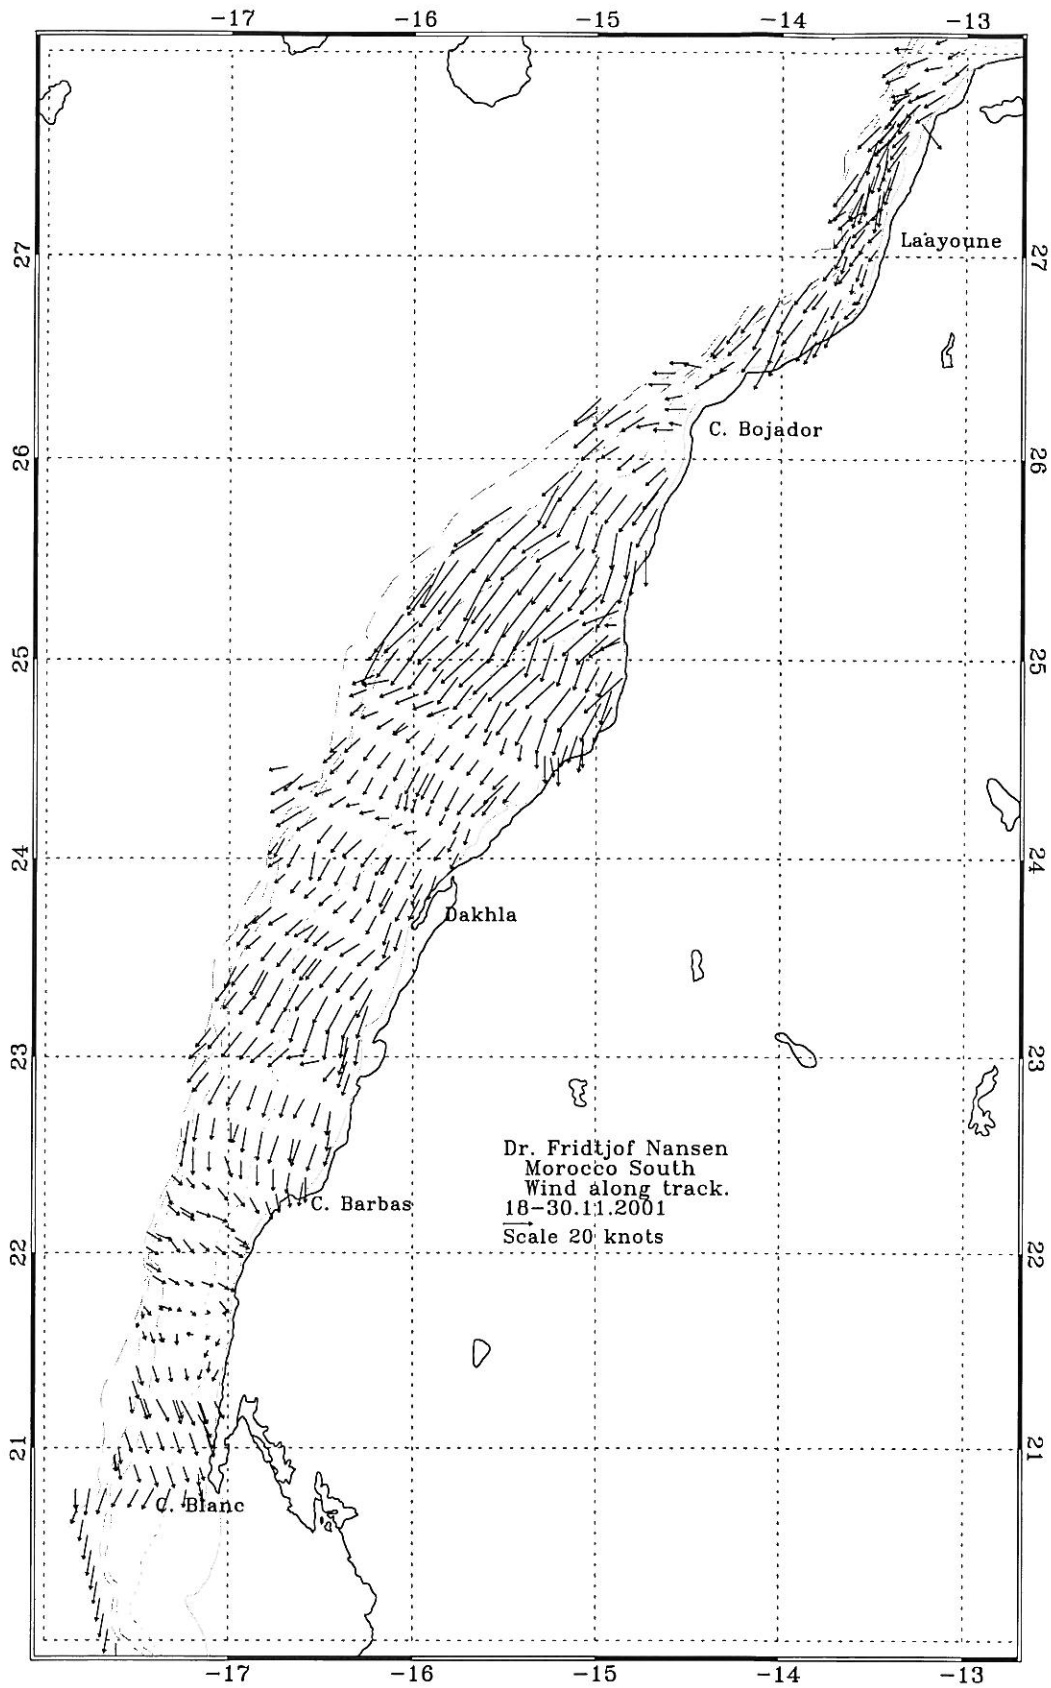 -17 -16 -15 -14 -13
27 Laayoune 27
C. Bojador
26 26
25 25
24 24
Dakhla
23 23
Dr. Fridtjof Nansen
Morocco South
Wind along track.
18-30.11.2001
Scale 20 knots
C. Barbas
22 22
21 21
C. Blanc
-17 -16 -15 -14 -13